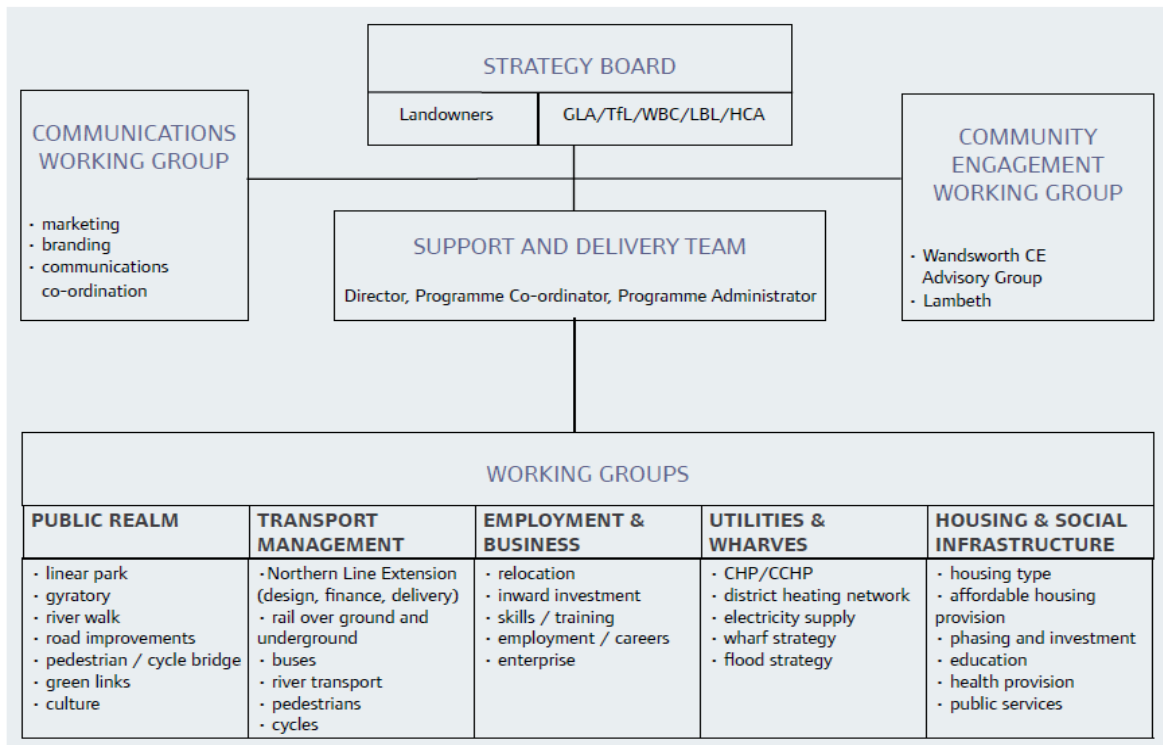 STRATEGY BOARD
Landowners
GLA/TfL/WBC/LBL/HCA
COMMUNICATIONS
WORKING GROUP
· marketing
· branding
· communications
co-ordination
COMMUNITY
ENGAGEMENT
WORKING GROUP
· Wandsworth CE
Advisory Group
· Lambeth
SUPPORT AND DELIVERY TEAM
Director, Programme Co-ordinator, Programme Administrator
WORKING GROUPS
PUBLIC REALM
· linear park
· gyratory
· river walk
· road improvements
· pedestrian / cycle bridge
· green links
· culture
TRANSPORT
MANAGEMENT
·Northern Line Extension
(design, finance, delivery)
· rail over ground and
underground
· buses
· river transport
· pedestrians
· cycles
EMPLOYMENT &
BUSINESS
· relocation
· inward investment
· skills / training
· employment / careers
· enterprise
UTILITIES &
WHARVES
· CHP/CCHP
· district heating network
· electricity supply
· wharf strategy
· flood strategy
HOUSING & SOCIAL
INFRASTRUCTURE
· housing type
· affordable housing
provision
· phasing and investment
· education
· health provision
· public services